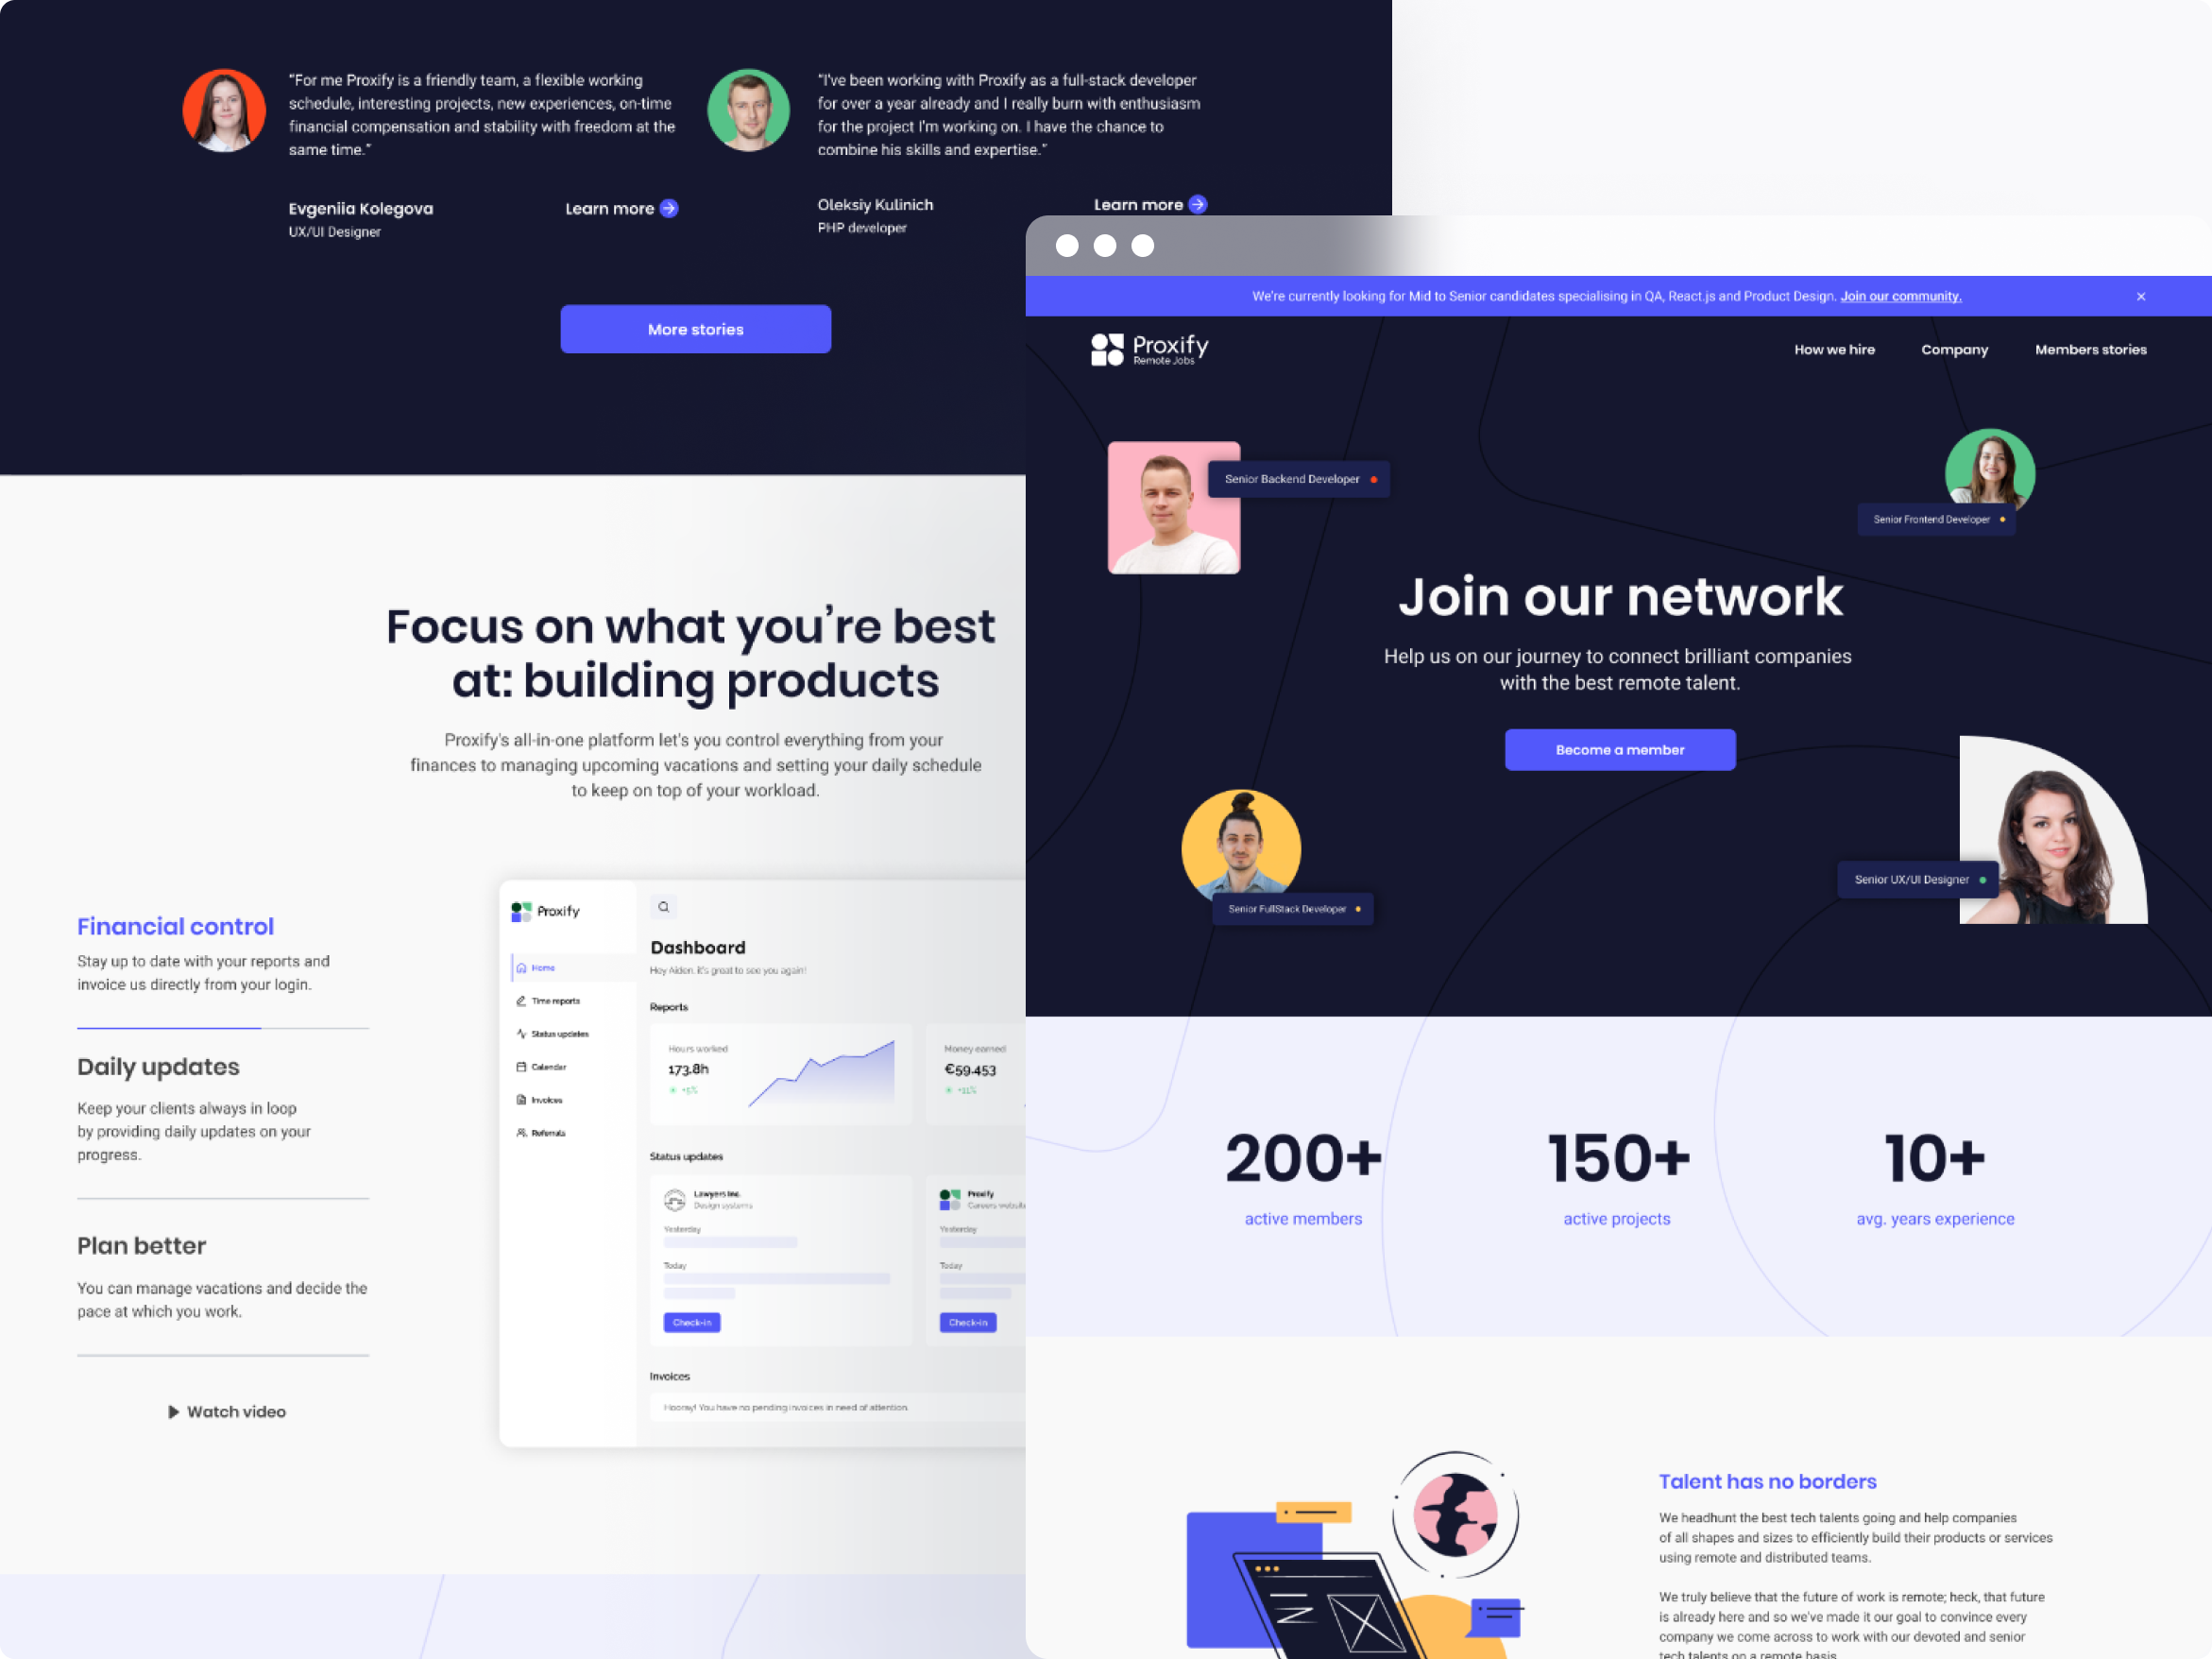 “For me Proxify is a friendly team, a flexible working
schedule, interesting projects, new experiences, on-time
financial compensation and stability with freedom at the
same time.”
Evgeniia Kolegova
UX/UI Designer
Learn more
“I've been working with Proxify as a full-stack developer
for over a year already and I really burn with enthusiasm
for the project I'm working on. I have the chance to
combine his skills and expertise.”
Oleksiy Kulinich
PHP developer
Learn more
More stories
Focus on what you’re best
at: building products
Proxify's all-in-one platform let's you control everything from your
finances to managing upcoming vacations and setting your daily schedule
to keep on top of your workload.
Financial control
Stay up to date with your reports and
invoice us directly from your login.
Daily updates
Keep your clients always in loop
by providing daily updates on your
progress.
Plan better
You can manage vacations and decide the
pace at which you work.
Watch video
Proxify
Home
Time reports
Status updates
Calendar
Invoices
Referrals
Dashboard
Hey Aiden, it's great to see you again!
Reports
Hours worked
173.8h
+5%
Money earned
€59.453
+11%
Status updates
Lawyers Inc.
Design systems
Yesterday
Today
Check-in
Proxify
Careers website
Yesterday
Today
Check-in
Invoices
Hooray! You have no pending invoices in need of attention.
We're currently looking for Mid to Senior candidates specialising in QA, React.js and Product Design. Join our community.
Proxify
Remote Jobs
How we hire
Company
Members stories
Senior Backend Developer
Senior Frontend Developer
Join our network
Help us on our journey to connect brilliant companies
with the best remote talent.
Become a member
Senior FullStack Developer
Senior UX/UI Designer
200+
active members
150+
active projects
10+
avg. years experience
Talent has no borders
We headhunt the best tech talents going and help companies
of all shapes and sizes to efficiently build their products or services
using remote and distributed teams.
We truly believe that the future of work is remote; heck, that future
is already here and so we've made it our goal to convince every
company we come across to work with our devoted and senior
tech talents on a remote basis